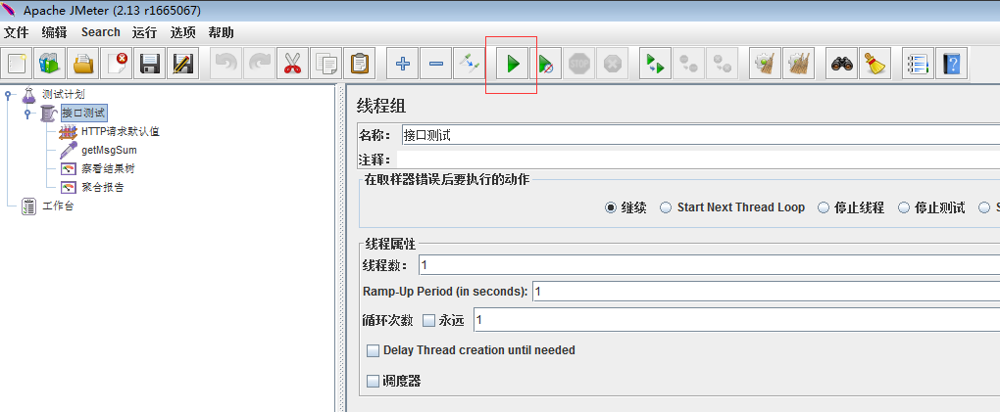 Apache JMeter (2.13 r1665067)
文件 编辑 Search 运行 选项 帮助
测试计划
接口测试
HTTP请求默认值
getMsgSum
察看结果树
聚合报告
工作台
线程组
名称： 接口测试
注释：
在取样器错误后要执行的动作
继续 Start Next Thread Loop 停止线程 停止测试 S
线程属性
线程数： 1
Ramp-Up Period (in seconds): 1
循环次数 永远 1
Delay Thread creation until needed
调度器